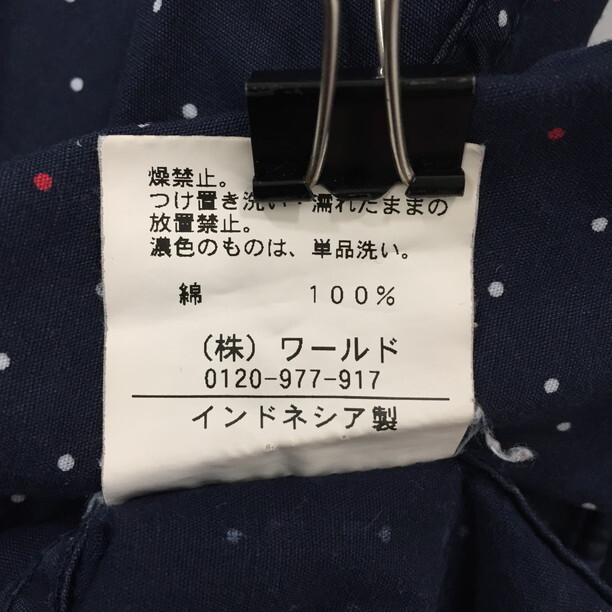 燥禁止。
つけ置き洗い・濡れたままの
放置禁止。
濃色のものは、単品洗い。
綿 100%
(株) ワールド
0120-977-917
インドネシア製